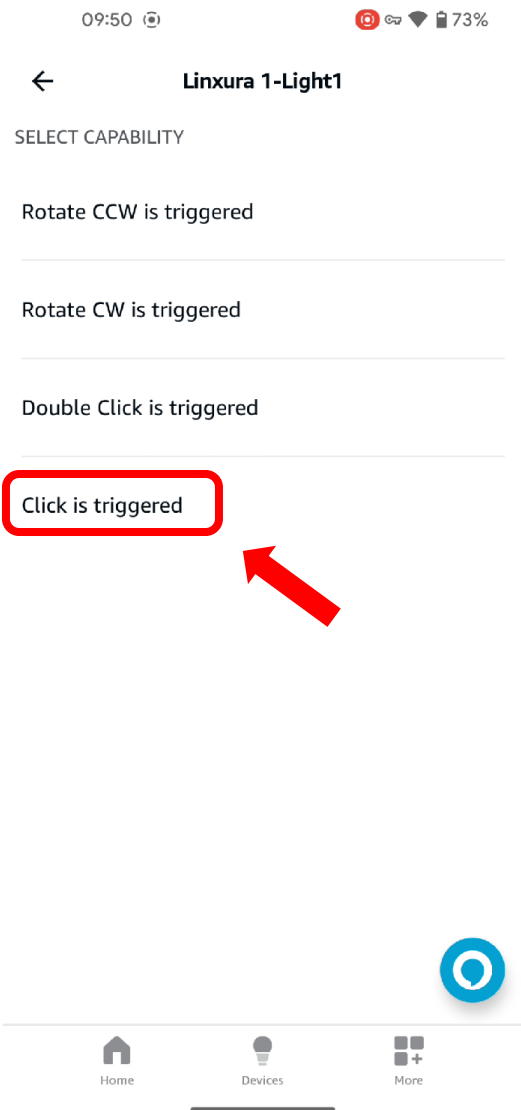 09:50 73%
Linxura 1-Light1
SELECT CAPABILITY
Rotate CCW is triggered
Rotate CW is triggered
Double Click is triggered
Click is triggered
Home Devices More